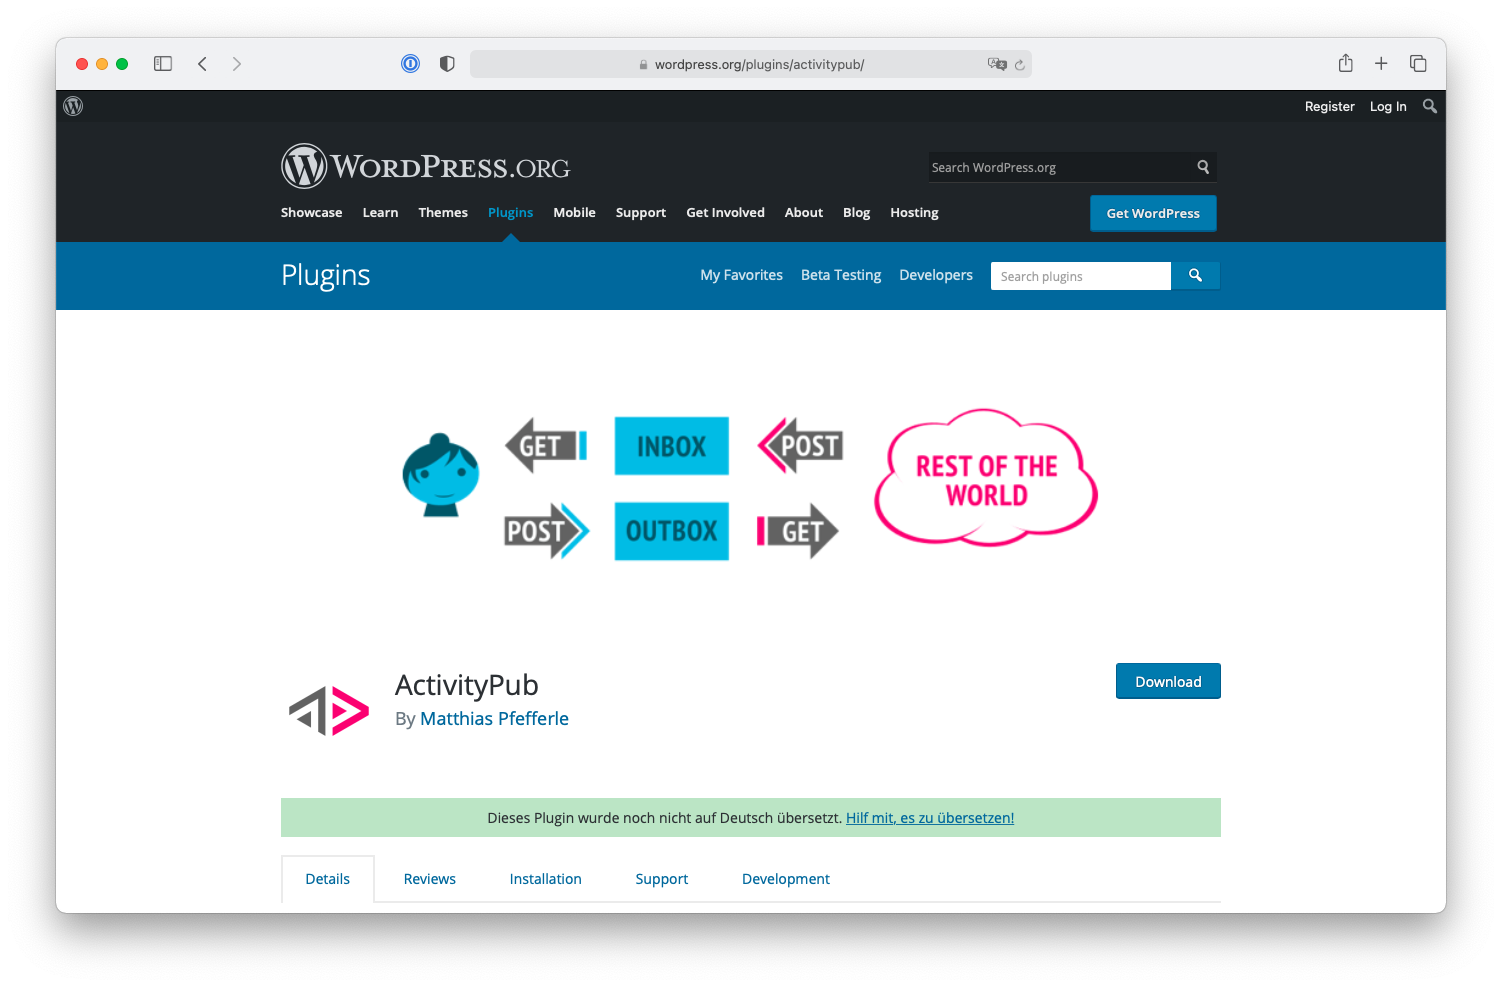 wordpress.org/plugins/activitypub/
Register Log In
WORDPRESS.ORG
Search WordPress.org
Showcase Learn Themes Plugins Mobile Support Get Involved About Blog Hosting
Get WordPress
Plugins
My Favorites Beta Testing Developers
Search plugins
GET INBOX POST
REST OF THE
WORLD
POST OUTBOX GET
ActivityPub
By Matthias Pfefferle
Download
Dieses Plugin wurde noch nicht auf Deutsch übersetzt. Hilf mit, es zu übersetzen!
Details Reviews Installation Support Development